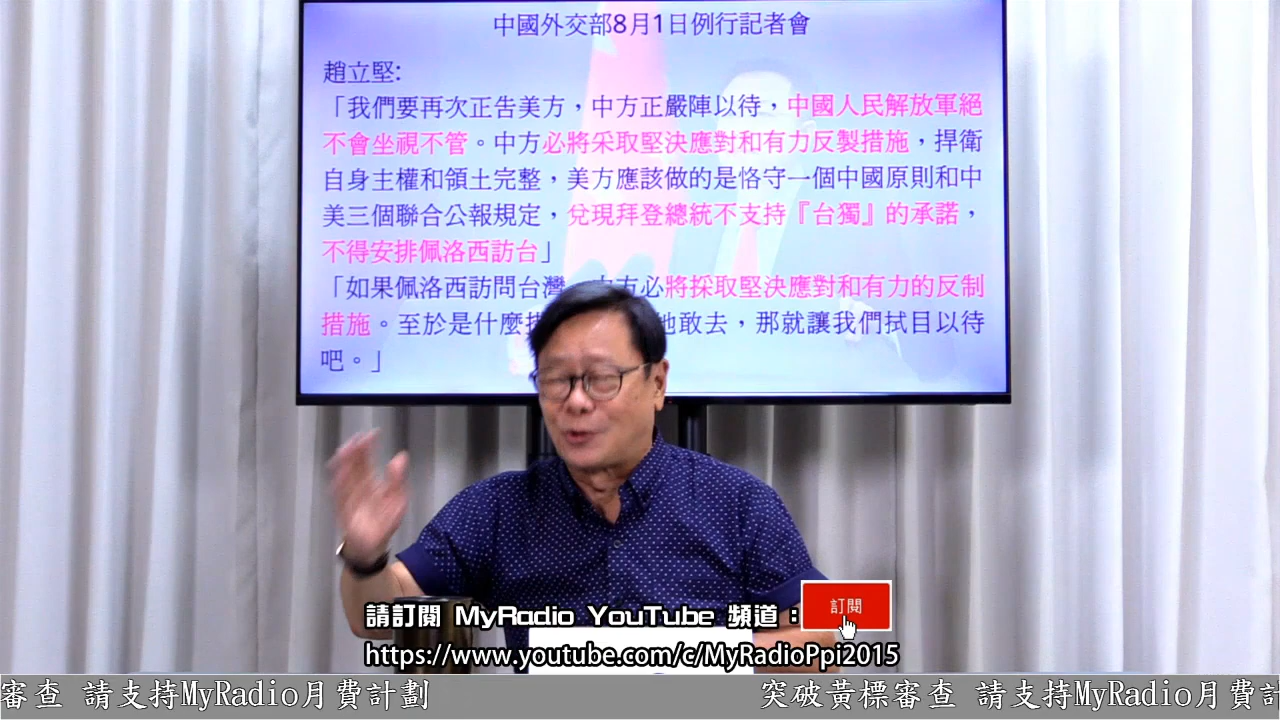 中國外交部8月1日例行記者會
趙立堅:
「我們要再次正告美方，中方正嚴陣以待，中國人民解放軍絕
不會坐視不管。中方必將采取堅決應對和有力反製措施，捍衛
自身主權和領土完整，美方應該做的是恪守一個中國原則和中
美三個聯合公報規定，兌現拜登總統不支持『台獨』的承諾，
不得安排佩洛西訪台」
「如果佩洛西訪問台灣 中方必將採取堅決應對和有力的反制
措施。至於是什麼措 她敢去，那就讓我們拭目以待
吧。」
請訂閱 MyRadio YouTube 頻道：
訂閱
https://www.youtube.com/c/MyRadioPpi2015
審查 請支持MyRadio月費計劃 突破黃標審查 請支持MyRadio月費計